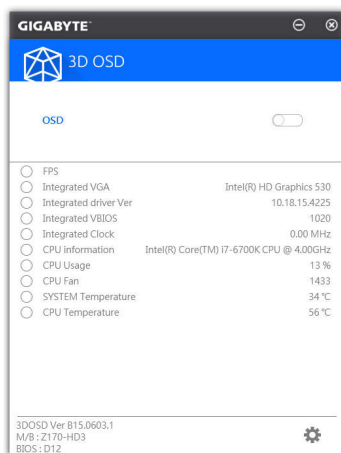 GIGABYTE™
3D OSD
OSD
FPS
Integrated VGA Intel(R) HD Graphics 530
Integrated driver Ver 10.18.15.4225
Integrated VBIOS 1020
Integrated Clock 0.00 MHz
CPU information Intel(R) Core(TM) i7-6700K CPU @ 4.00GHz
CPU Usage 13 %
CPU Fan 1433
SYSTEM Temperature 34 ℃
CPU Temperature 56 ℃
3DOSD Ver B15.0603.1
M/B : Z170-HD3
BIOS : D12